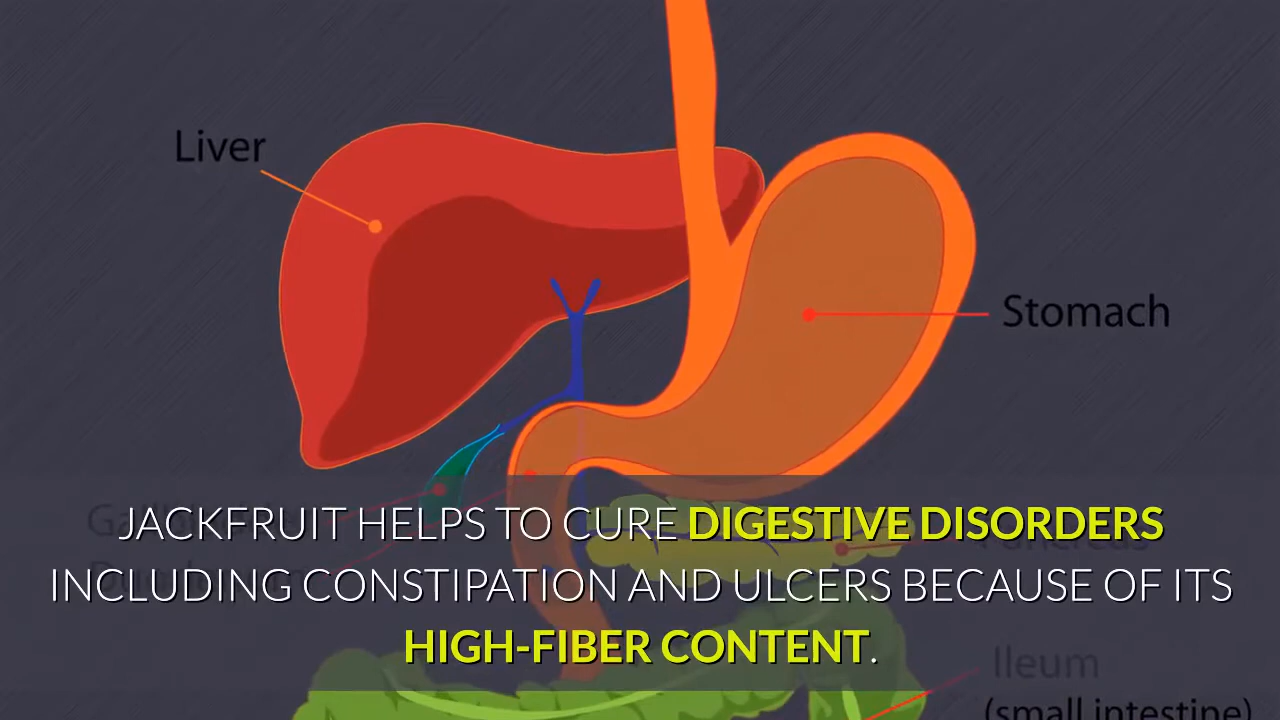 Liver
Stomach
JACKFRUIT HELPS TO CURE DIGESTIVE DISORDERS
INCLUDING CONSTIPATION AND ULCERS BECAUSE OF ITS
HIGH-FIBER CONTENT.
Pancreas
Ileum
(small intestine)